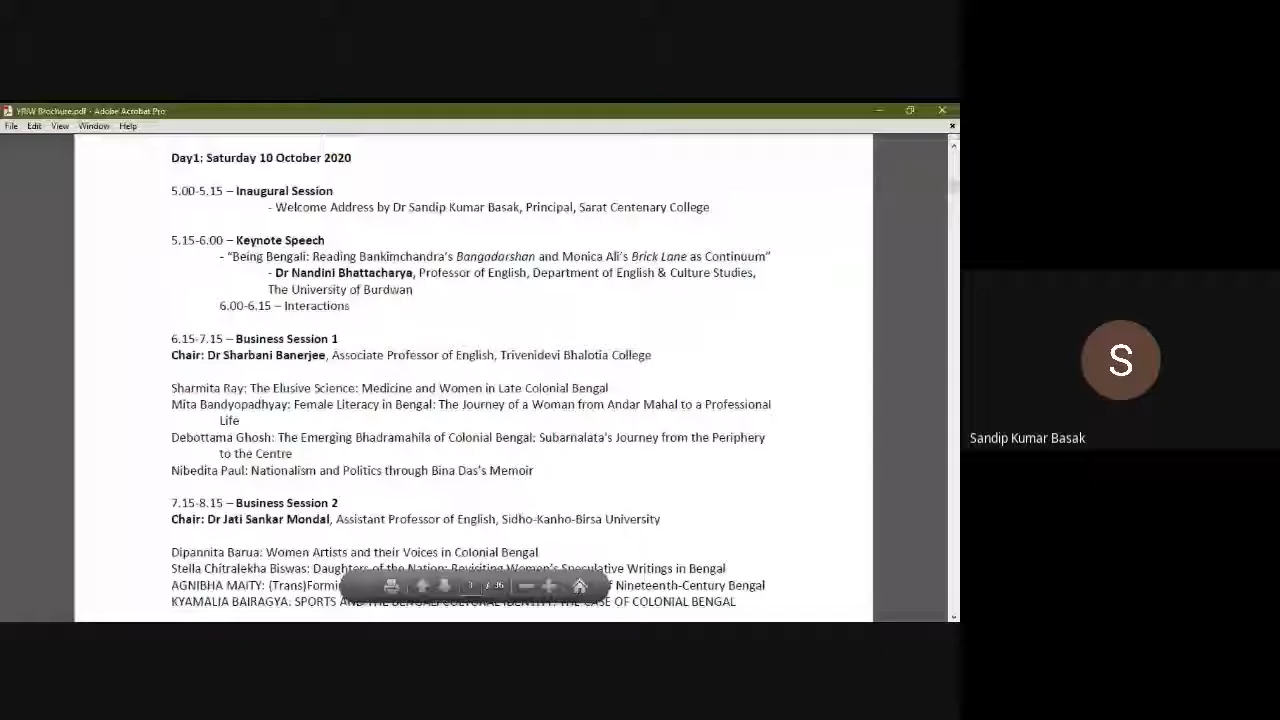 YRIW Brochure.pdf - Adobe Acrobat Pro
File Edit View Window Help
Day1: Saturday 10 October 2020
5.00-5.15 – Inaugural Session
- Welcome Address by Dr Sandip Kumar Basak, Principal, Sarat Centenary College
5.15-6.00 – Keynote Speech
- “Being Bengali: Reading Bankimchandra’s Bangadarshan and Monica Ali’s Brick Lane as Continuum”
- Dr Nandini Bhattacharya, Professor of English, Department of English & Culture Studies,
The University of Burdwan
6.00-6.15 – Interactions
6.15-7.15 – Business Session 1
Chair: Dr Sharbani Banerjee, Associate Professor of English, Trivenidevi Bhalotia College
Sharmita Ray: The Elusive Science: Medicine and Women in Late Colonial Bengal
Mita Bandyopadhyay: Female Literacy in Bengal: The Journey of a Woman from Andar Mahal to a Professional
Life
Debottama Ghosh: The Emerging Bhadramahila of Colonial Bengal: Subarnalata’s Journey from the Periphery
to the Centre
Nibedita Paul: Nationalism and Politics through Bina Das’s Memoir
7.15-8.15 – Business Session 2
Chair: Dr Jati Sankar Mondal, Assistant Professor of English, Sidho-Kanho-Birsa University
Dipannita Barua: Women Artists and their Voices in Colonial Bengal
Stella Chitralekha Biswas: Daughters of the Nation: Revisiting Women’s Speculative Writings in Bengal
AGNIBHA MAITY: (Trans)Formi of Nineteenth-Century Bengal
3 / 36
KYAMALIA BAIRAGYA: SPORTS AND THE BENGALI CULTURAL IDENTITY: THE CASE OF COLONIAL BENGAL
S
Sandip Kumar Basak